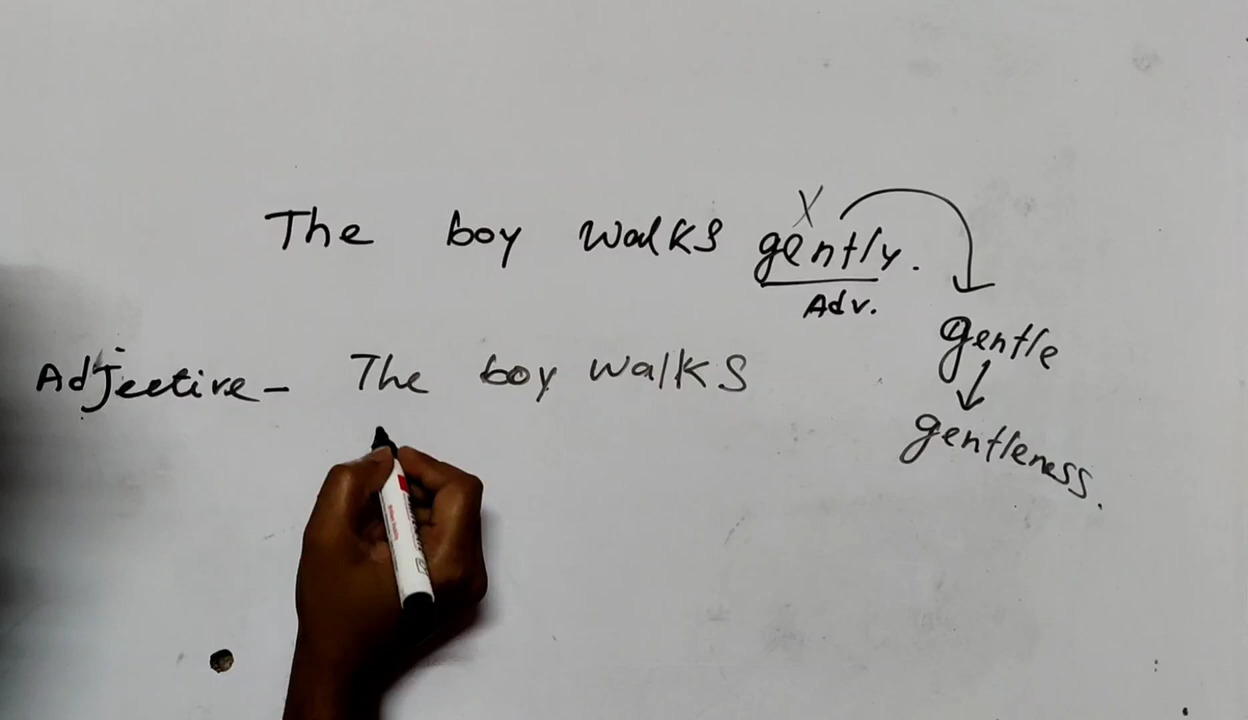 X
The boy walks gently.
Adv.
gentle
Adjective- The boy walks
gentleness.